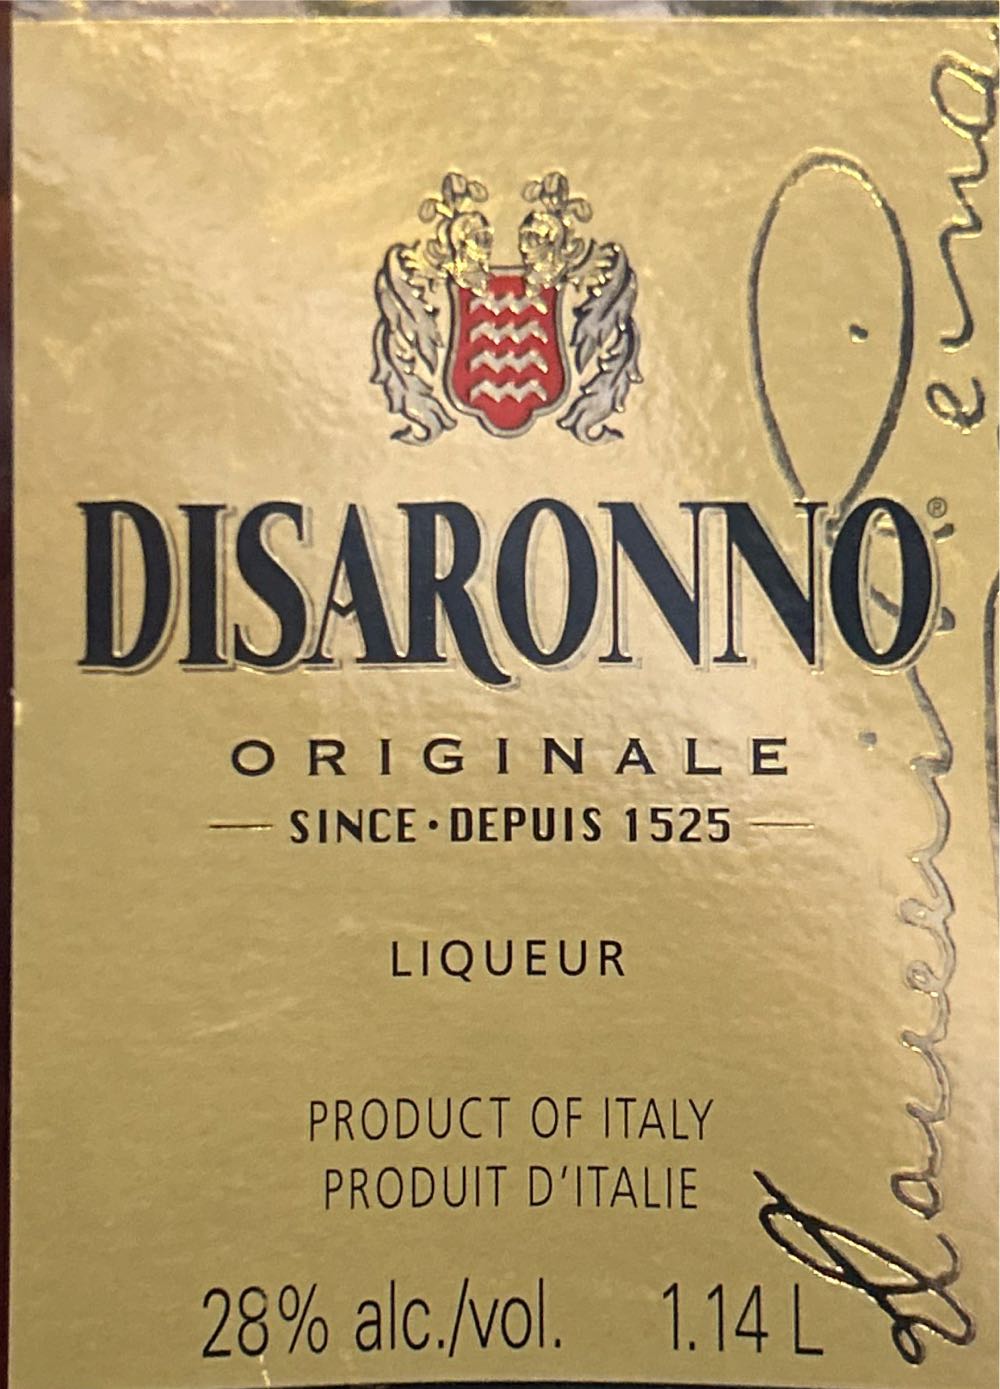 DISARONNO®
ORIGINALE
SINCE·DEPUIS 1525
LIQUEUR
PRODUCT OF ITALY
PRODUIT D'ITALIE
28% alc./vol. 1.14 L